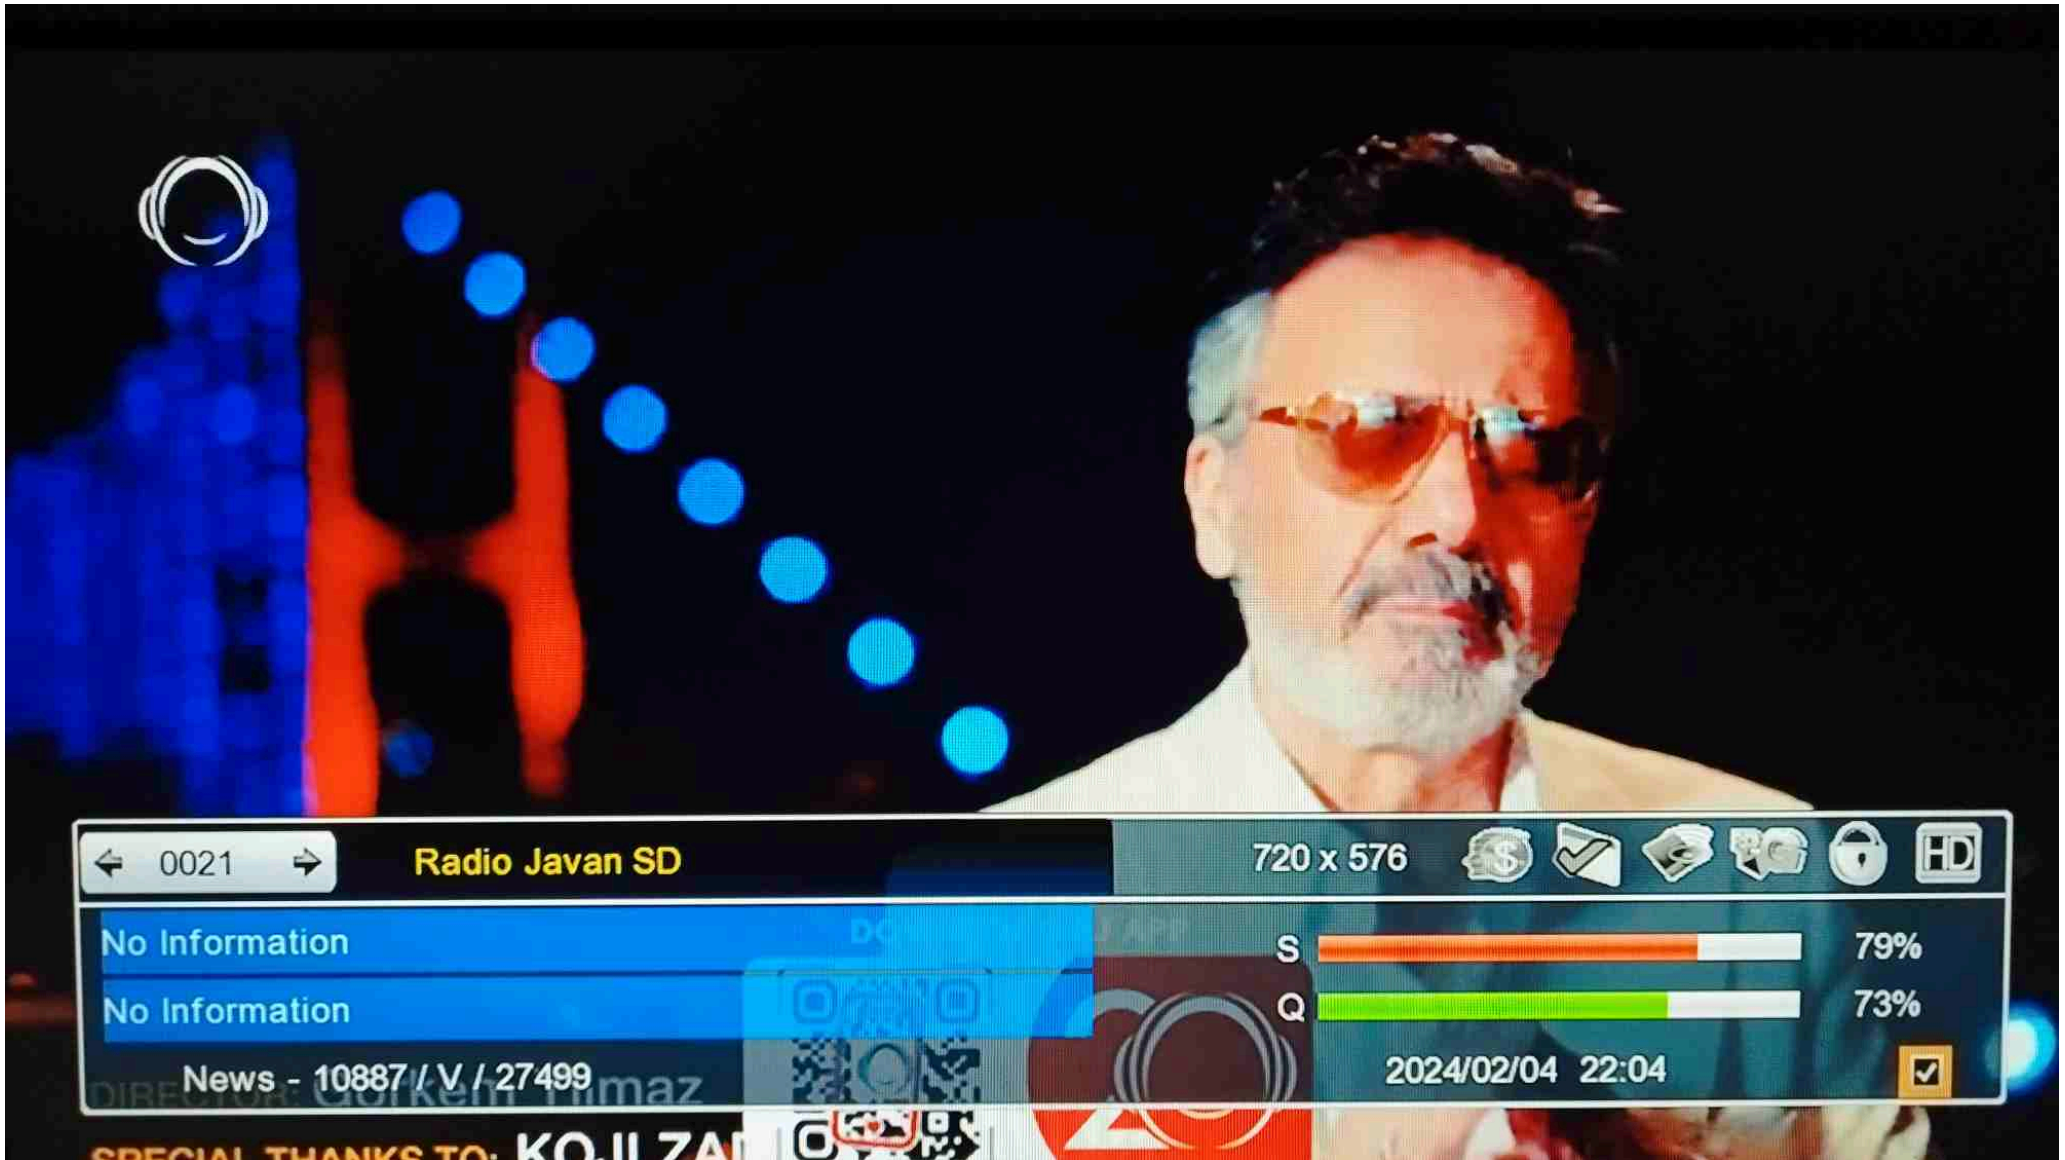 0021
Radio Javan SD
720 x 576
HD
No Information
S 79%
No Information
Q 73%
News - 10887 / V / 27499
2024/02/04 22:04
DIRECTOR: Gorkem Yilmaz
SPECIAL THANKS TO: KOJI ZA